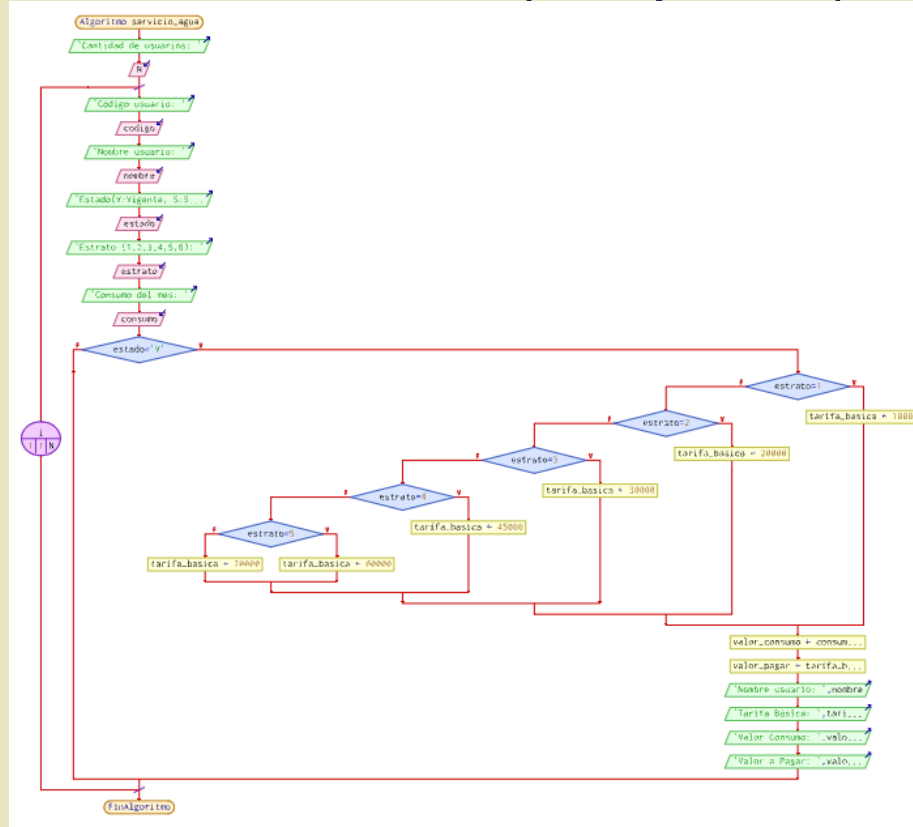 Algoritmo servicio_agua
'Cantidad de usuarios: '
N
'Código usuario: '
codigo
'Nombre usuario: '
nombre
'Estado(V:Vigente, S:S...
estado
'Estrato (1,2,3,4,5,6): '
estrato
'Consumo del mes: '
consumo
F
estado='V'
V
F
estrato=1
V
tarifa_basica ←
F
estrato=2
V
tarifa_basica ← 20000
F
estrato=3
V
tarifa_basica ← 30000
F
estrato=4
V
tarifa_basica ← 45000
F
estrato=5
V
tarifa_basica ← 70000
tarifa_basica ← 60000
i
1 1 N
valor_consumo ← consum...
valor_pagar ← tarifa_b...
'Nombre usuario: ',nombre
'Tarifa Básica: ',tari...
'Valor Consumo: ',valo...
'Valor a Pagar: ',valo...
FinAlgoritmo